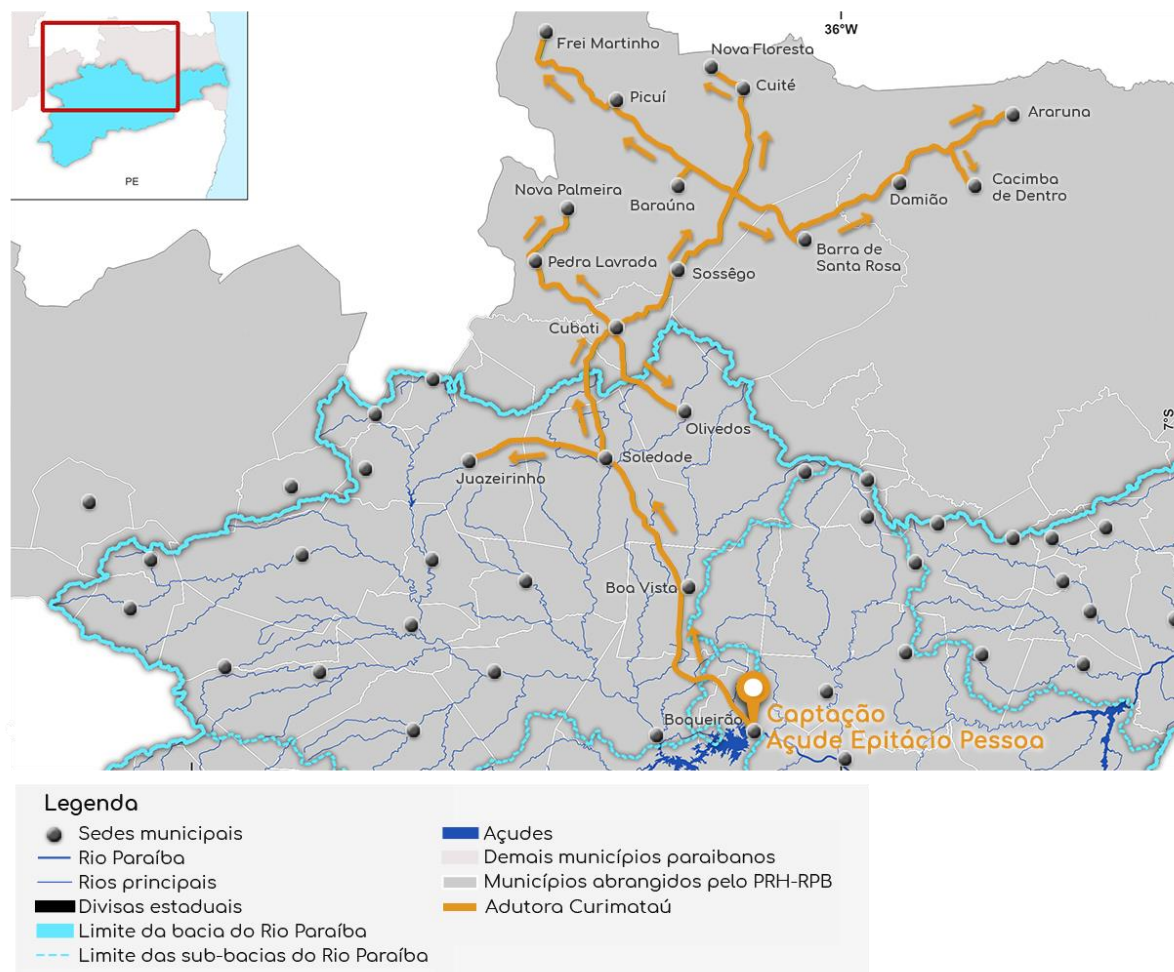 PE
36°W
Frei Martinho
Nova Floresta
Cuité
Picuí
Araruna
Nova Palmeira
Baraúna
Damião
Cacimba
de Dentro
Barra de
Santa Rosa
Pedra Lavrada
Sossêgo
Cubati
Olivedos
7°S
Soledade
Juazeirinho
Boa Vista
Boqueirão
Captação
Açude Epitácio Pessoa
Legenda
Sedes municipais
Rio Paraíba
Rios principais
Divisas estaduais
Limite da bacia do Rio Paraíba
Limite das sub-bacias do Rio Paraíba
Açudes
Demais municípios paraibanos
Municípios abrangidos pelo PRH-RPB
Adutora Curimataú